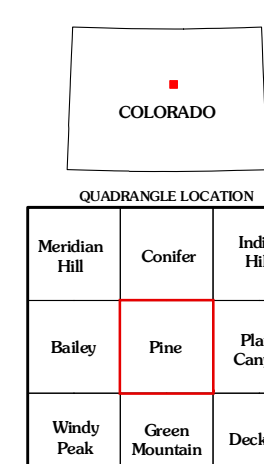 COLORADO
QUADRANGLE LOCATION
Meridian
Hill
Conifer
Bailey
Pine
Windy
Peak
Green
Mountain